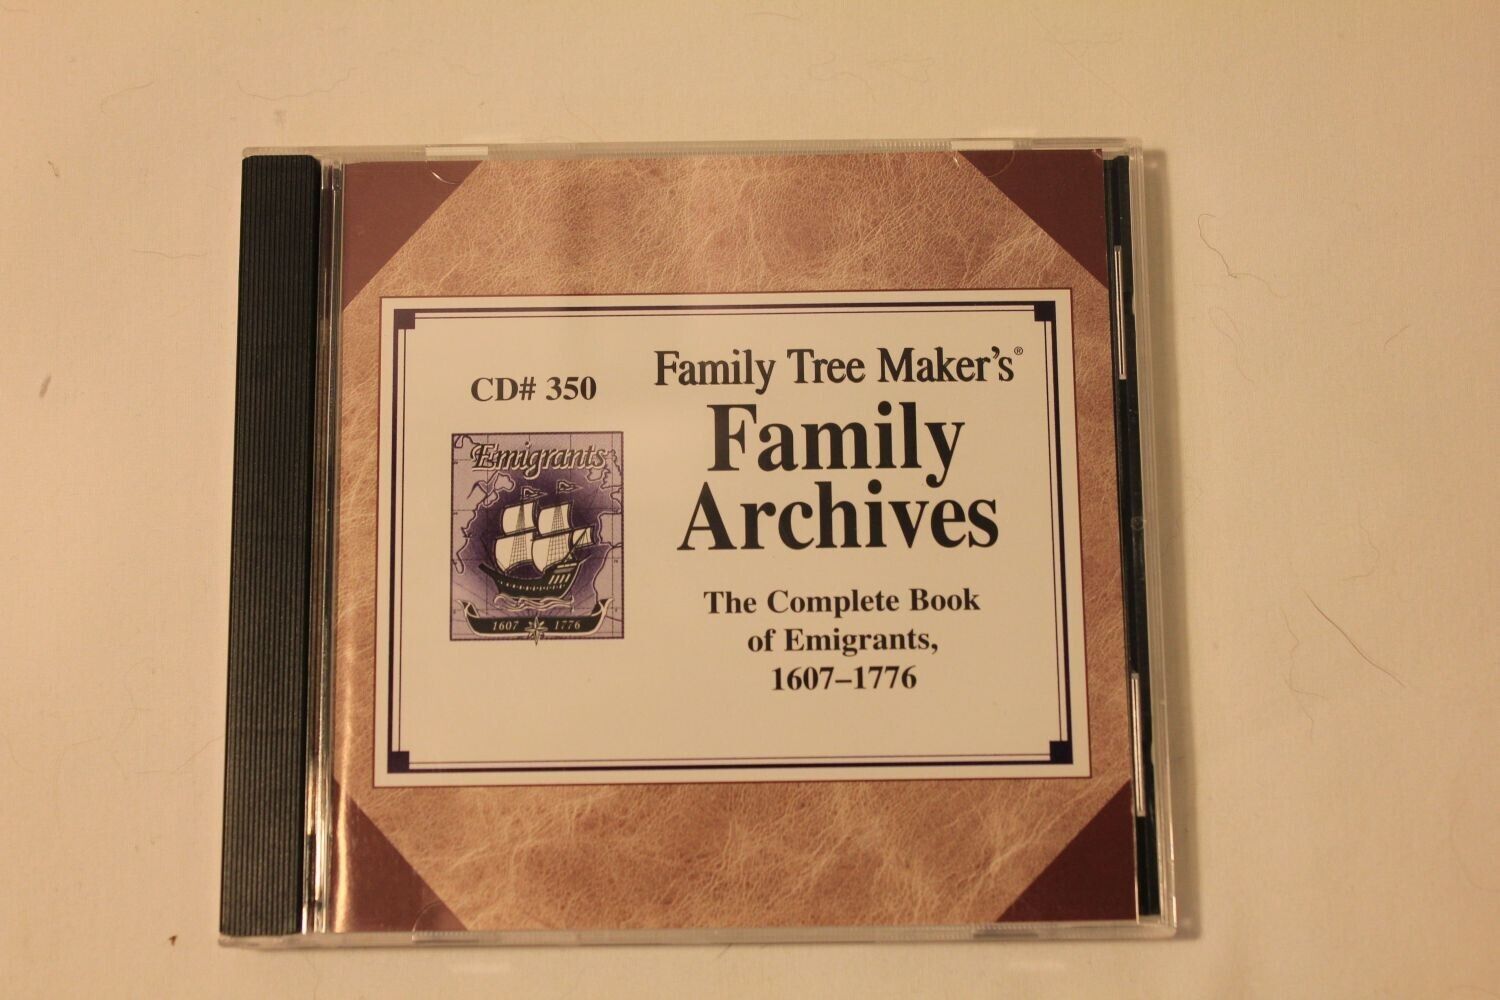 CD# 350
Emigrants
1607 1776
Family Tree Maker's®
Family
Archives
The Complete Book
of Emigrants,
1607–1776